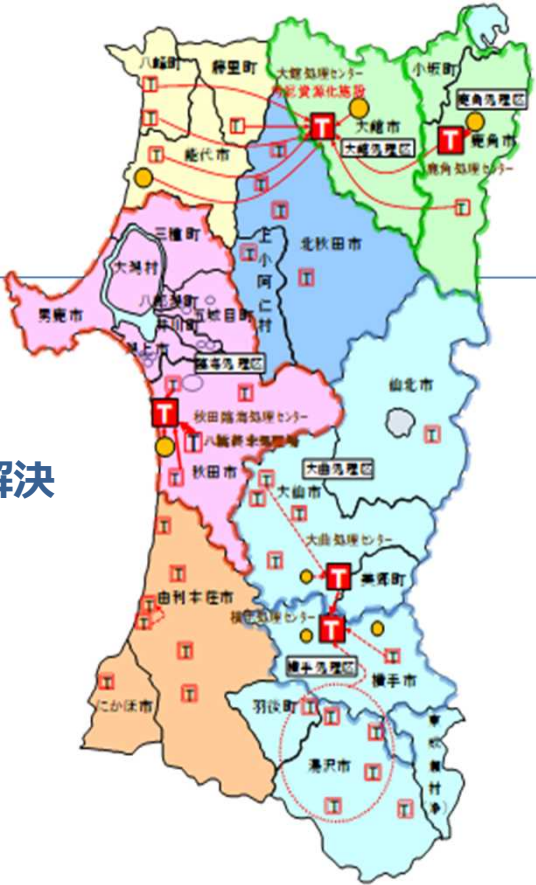 八峰町
藤里町
大館処理センター
小坂町
鹿角処理区
T
大館市
T
鹿角市
大館処理区
鹿角処理センター
能代市
三種町
上小阿仁村
北秋田市
大潟村
男鹿市
八郎潟町
五城目町
井川町
潟上市
臨海処理区
仙北市
T
秋田臨海処理センター
秋田市
大曲処理区
解決
大仙市
大曲処理センター
T
美郷町
由利本荘市
横手処理センター
T
横手処理区
横手市
にかほ市
羽後町
湯沢市